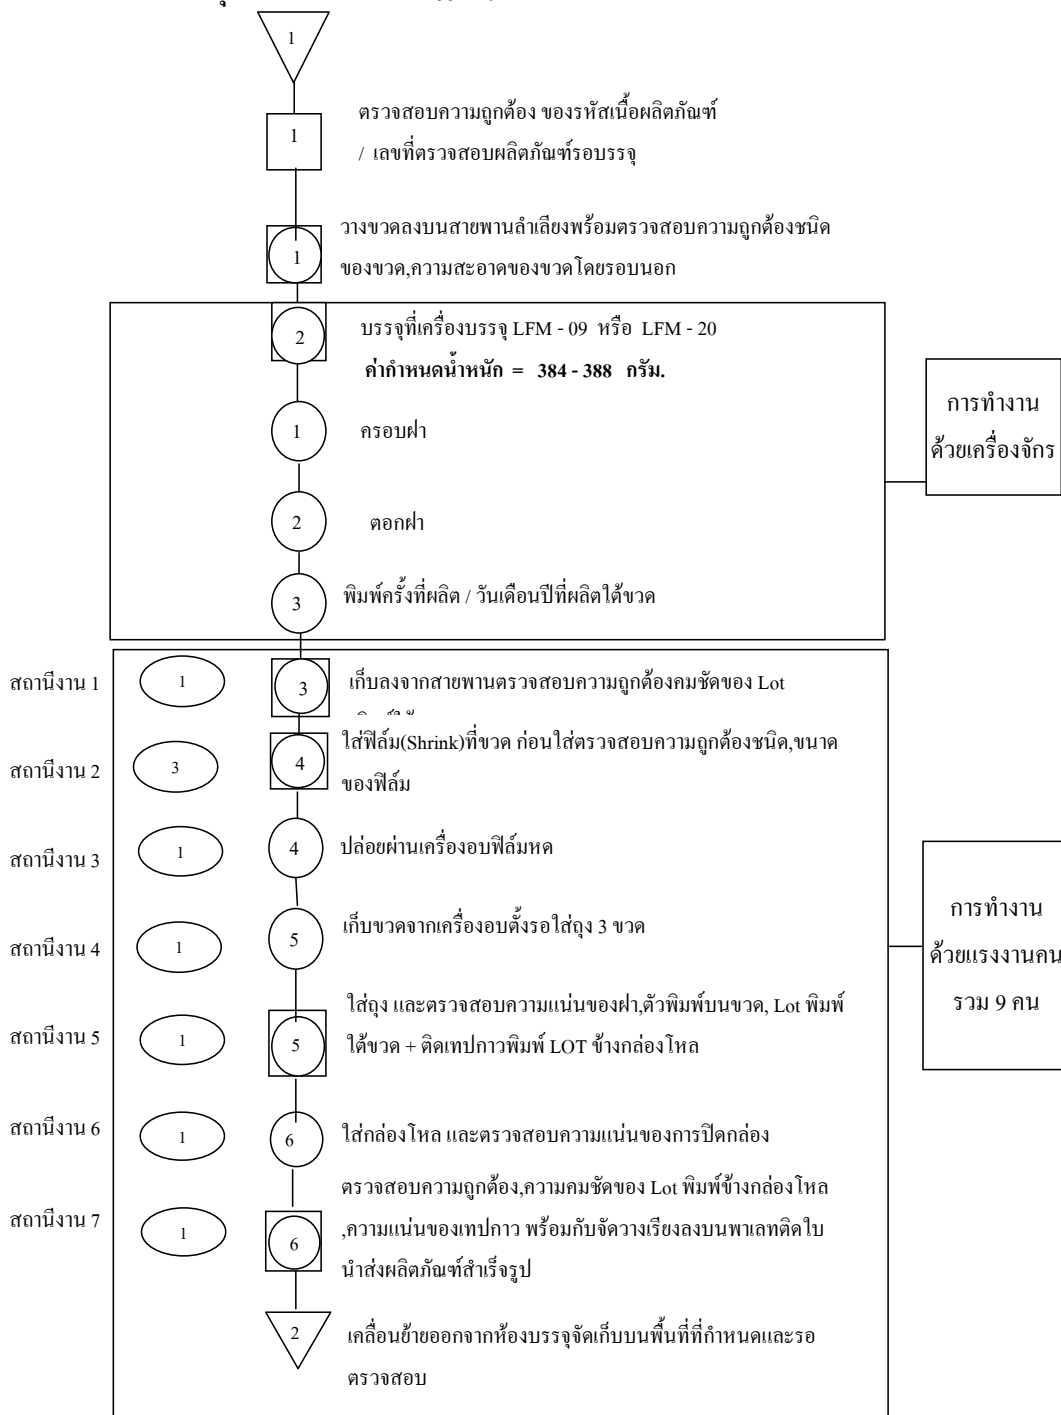 1
ตรวจสอบความถูกต้อง ของรหัสเนื้อผลิตภัณฑ์
1
/ เลขที่ตรวจสอบผลิตภัณฑ์รอบรรจุ
วางขวดลงบนสายพานลำเลียงพร้อมตรวจสอบความถูกต้องชนิด
1
ของขวด,ความสะอาดของขวดโดยรอบนอก
2
บรรจุที่เครื่องบรรจุ LFM - 09 หรือ LFM - 20
ค่ากำหนดน้ำหนัก = 384 - 388 กรัม.
การทำงาน
ด้วยเครื่องจักร
1
ครอบฝา
2
ตอกฝา
3
พิมพ์ครั้งที่ผลิต / วันเดือนปีที่ผลิตใต้ขวด
สถานีงาน 1
1
3
เก็บลงจากสายพานตรวจสอบความถูกต้องคมชัดของ Lot
สถานีงาน 2
3
4
ใส่ฟิล์ม(Shrink)ที่ขวด ก่อนใส่ตรวจสอบความถูกต้องชนิด,ขนาด
ของฟิล์ม
สถานีงาน 3
1
4
ปล่อยผ่านเครื่องอบฟิล์มหด
สถานีงาน 4
1
5
เก็บขวดจากเครื่องอบตั้งรอใส่ถุง 3 ขวด
การทำงาน
ด้วยแรงงานคน
รวม 9 คน
สถานีงาน 5
1
5
ใส่ถุง และตรวจสอบความแน่นของฝา,ตัวพิมพ์บนขวด, Lot พิมพ์
ใต้ขวด + ติดเทปกาวพิมพ์ LOT ข้างกล่องโหล
สถานีงาน 6
1
6
ใส่กล่องโหล และตรวจสอบความแน่นของการปิดกล่อง
สถานีงาน 7
1
6
ตรวจสอบความถูกต้อง,ความคมชัดของ Lot พิมพ์ข้างกล่องโหล
,ความแน่นของเทปกาว พร้อมกับจัดวางเรียงลงบนพาเลทติดใบ
นำส่งผลิตภัณฑ์สำเร็จรูป
2
เคลื่อนย้ายออกจากห้องบรรจุจัดเก็บบนพื้นที่ที่กำหนดและรอ
ตรวจสอบ